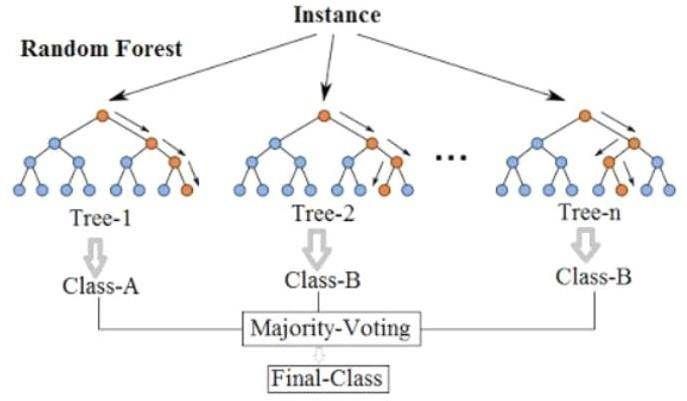 Instance
Random Forest
...
Tree-1
Tree-2
Tree-n
Class-A
Class-B
Class-B
Majority-Voting
Final-Class